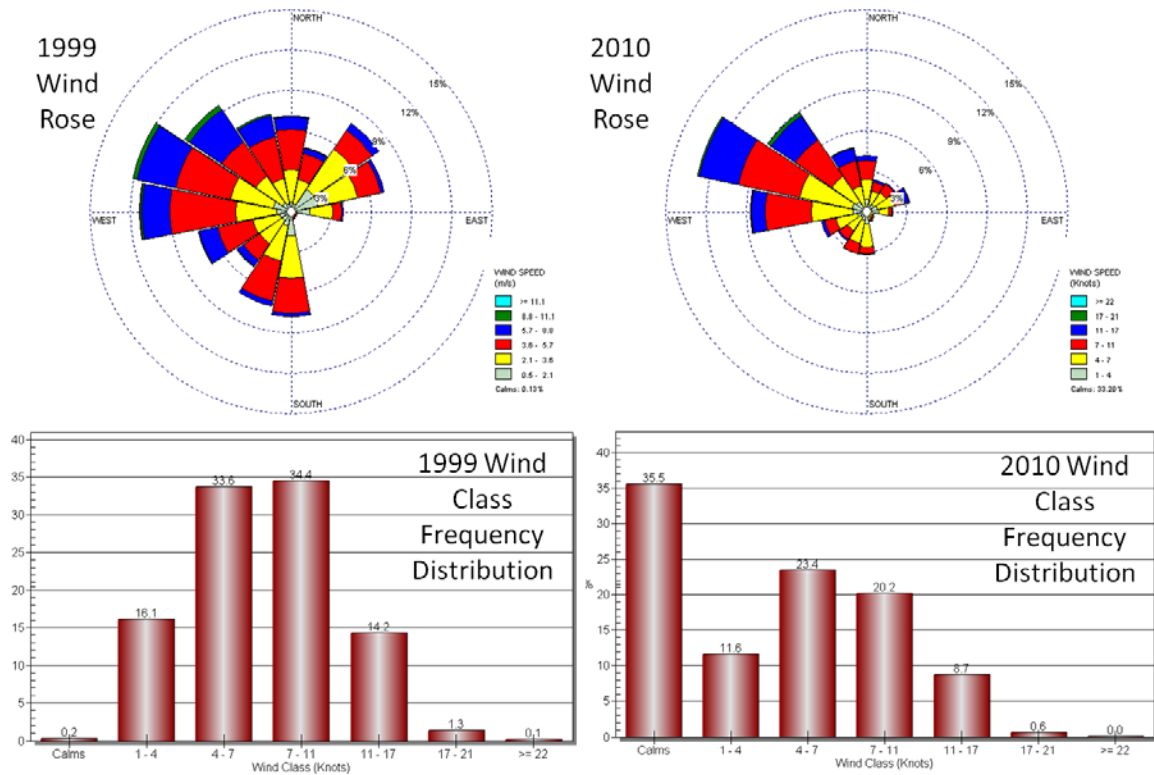 1999
Wind
Rose
NORTH
15%
12%
9%
6%
3%
WEST
EAST
SOUTH
WIND SPEED
(m/s)
>= 11.1
8.8 - 11.1
5.7 - 8.8
3.6 - 5.7
2.1 - 3.6
0.5 - 2.1
Calms: 0.13%
2010
Wind
Rose
NORTH
15%
12%
9%
6%
3%
WEST
EAST
SOUTH
WIND SPEED
(Knots)
>= 22
17 - 21
11 - 17
7 - 11
4 - 7
1 - 4
Calms: 33.20%
1999 Wind
Class
Frequency
Distribution
40
35
30
25
20
15
10
5
0
0.2
16.1
33.6
34.4
14.2
1.3
0.1
Calms
1 - 4
4 - 7
7 - 11
11 - 17
17 - 21
>= 22
Wind Class (Knots)
2010 Wind
Class
Frequency
Distribution
%
40
35
30
25
20
15
10
5
0
35.5
11.6
23.4
20.2
8.7
0.6
0.0
Calms
1 - 4
4 - 7
7 - 11
11 - 17
17 - 21
>= 22
Wind Class (Knots)